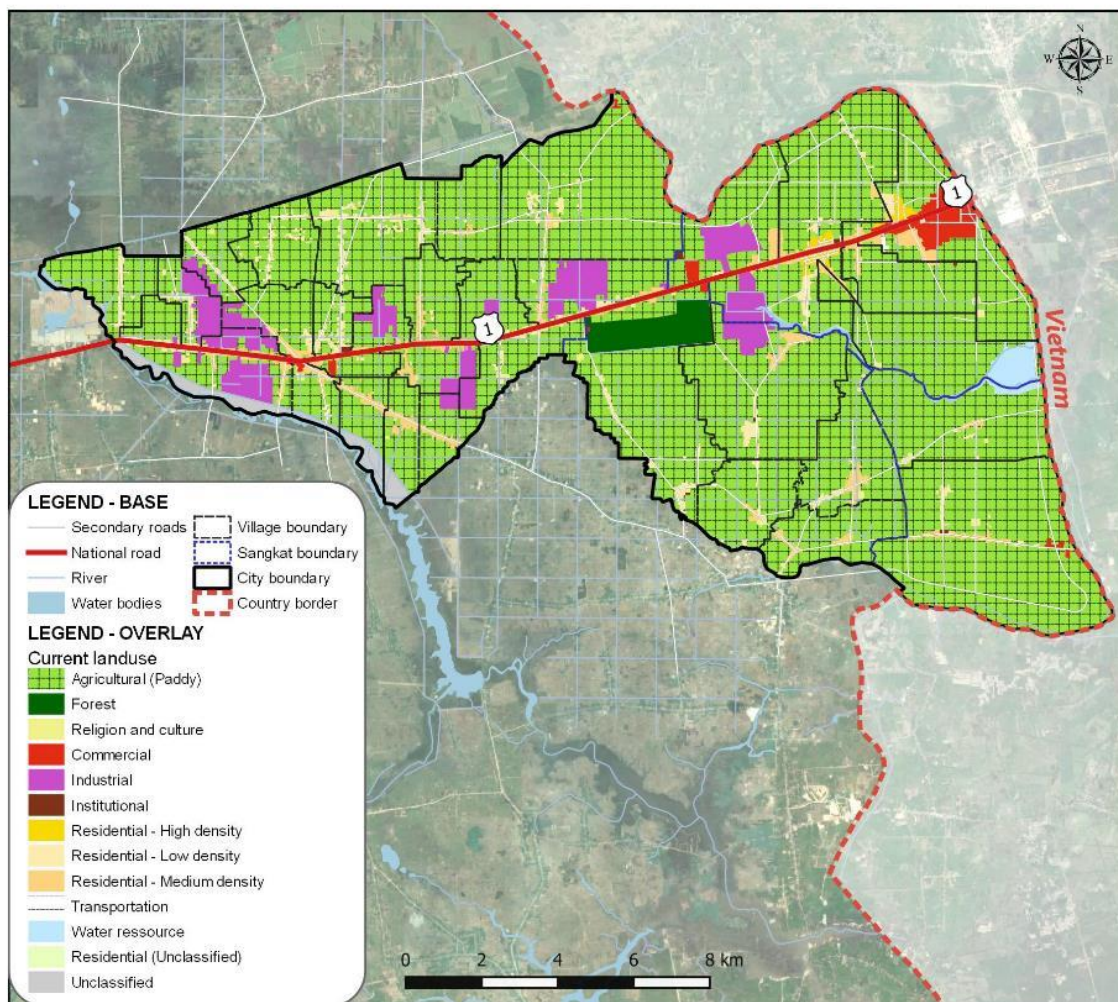 N
W E
S
1
1
Vietnam
LEGEND - BASE
Secondary roads
Village boundary
National road
Sangkat boundary
River
City boundary
Water bodies
Country border
LEGEND - OVERLAY
Current landuse
Agricultural (Paddy)
Forest
Religion and culture
Commercial
Industrial
Institutional
Residential - High density
Residential - Low density
Residential - Medium density
Transportation
Water ressource
Residential (Unclassified)
Unclassified
0 2 4 6 8 km